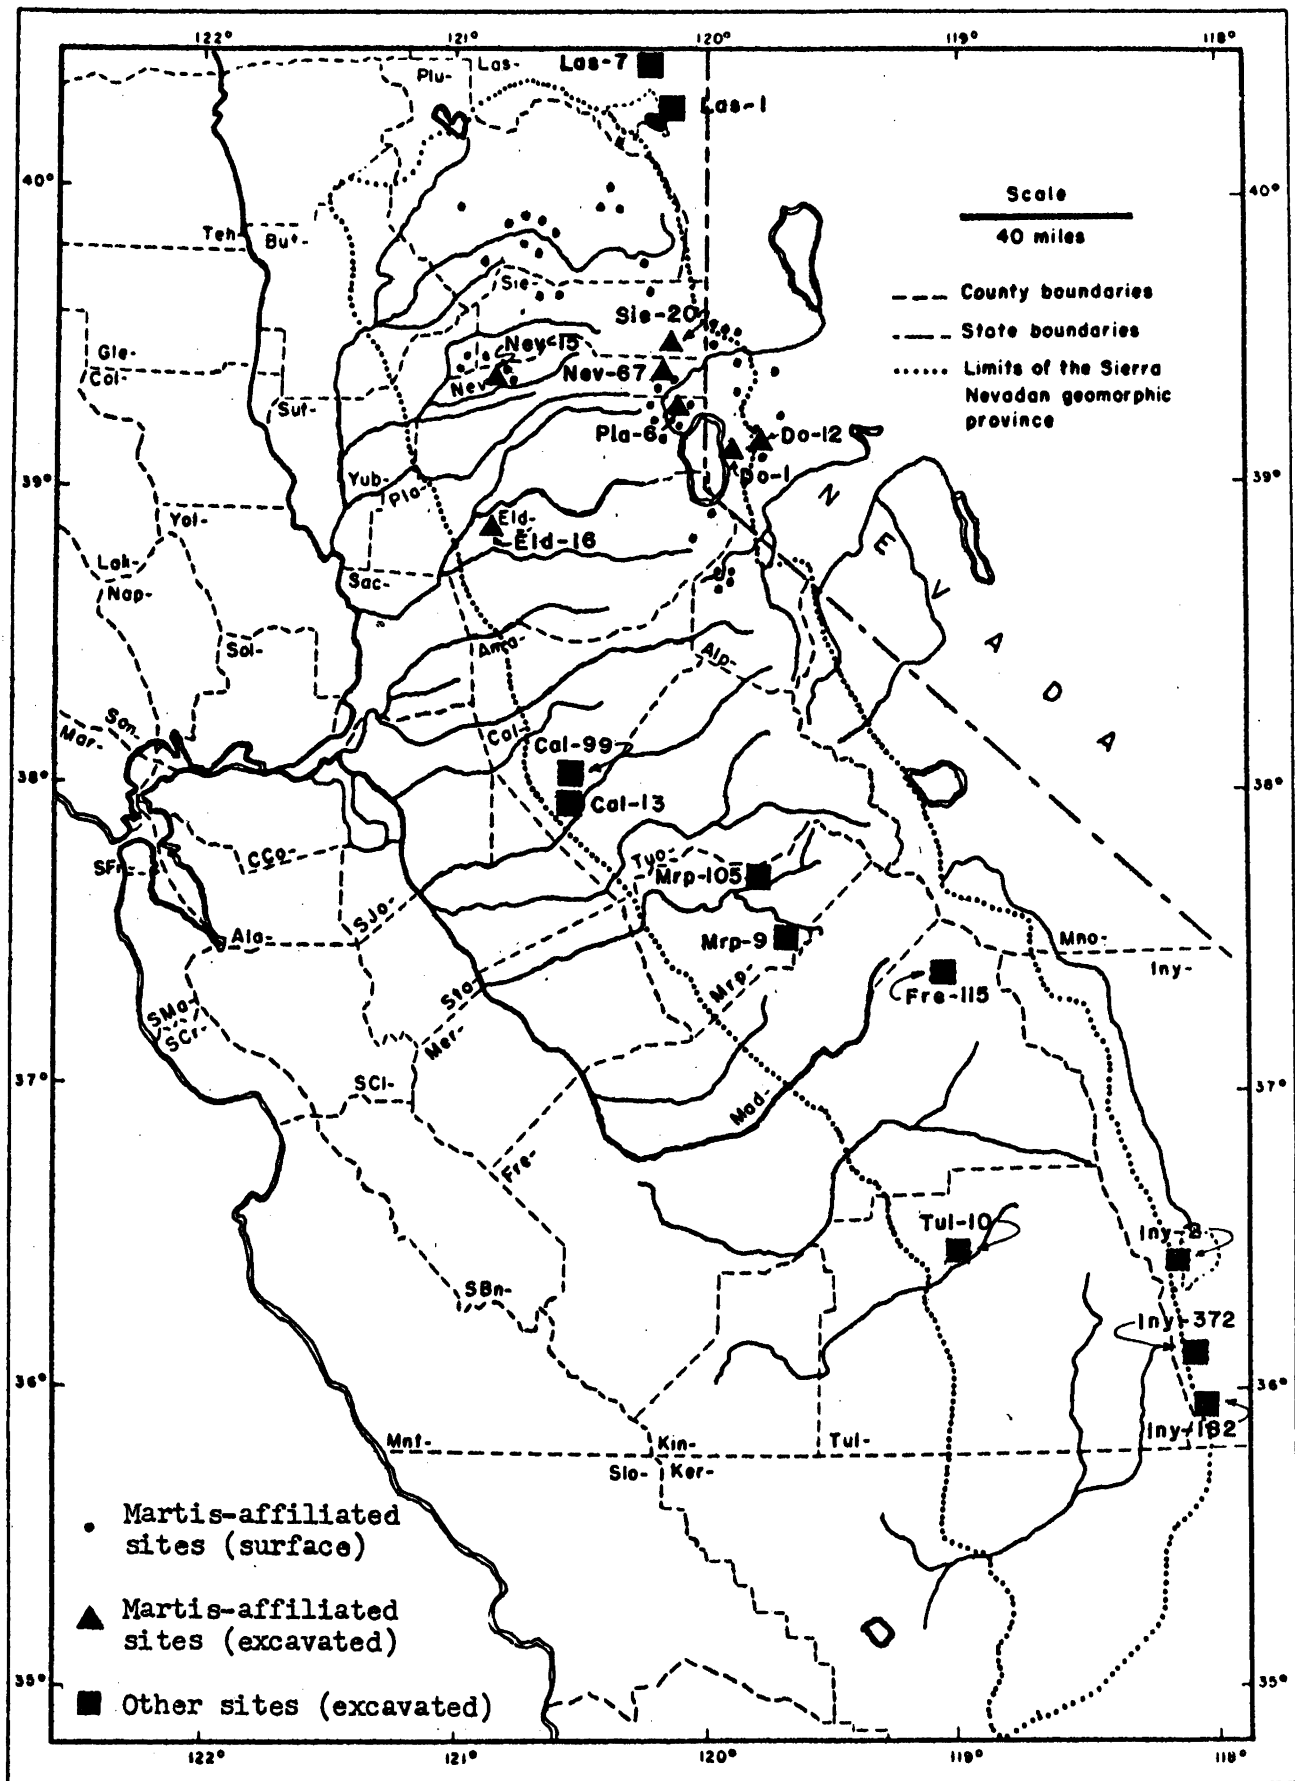 122° 121° 120° 119° 118°
Plu- Las- Las-7
Las-1
40° 40°
Scale
40 miles
Teh- But-
County boundaries
Sie-
State boundaries
Sie-20
Limits of the Sierra
Nevadan geomorphic
province
Gle-
Col-
Nev-15
Nev-67
Nev
Sut-
Pla-6
Do-12
Do-1
39° 39°
Yub-
Pla-
NEVADA
Yol-
Eld-
Eld-16
Lak-
Nap-
Sac-
Sol-
Ama-
Alp-
Son-
Mar-
Cal-
Cal-99
38° 38°
Cal-13
CCo-
SFr-
Tuo-
Mrp-105
SJo-
Ala-
Mrp-9
Mno-
Iny-
Sta-
Mrp-
Fre-115
SMa-
SCr-
Mer-
37° 37°
SCl-
Mad-
Fre-
Tul-10
Iny-2
SBn-
Iny-372
36° 36°
Iny-182
Mnt- Kin- Tul-
Slo- Ker-
Martis-affiliated
sites (surface)
Martis-affiliated
sites (excavated)
35° 35°
Other sites (excavated)
122° 121° 120° 119° 118°